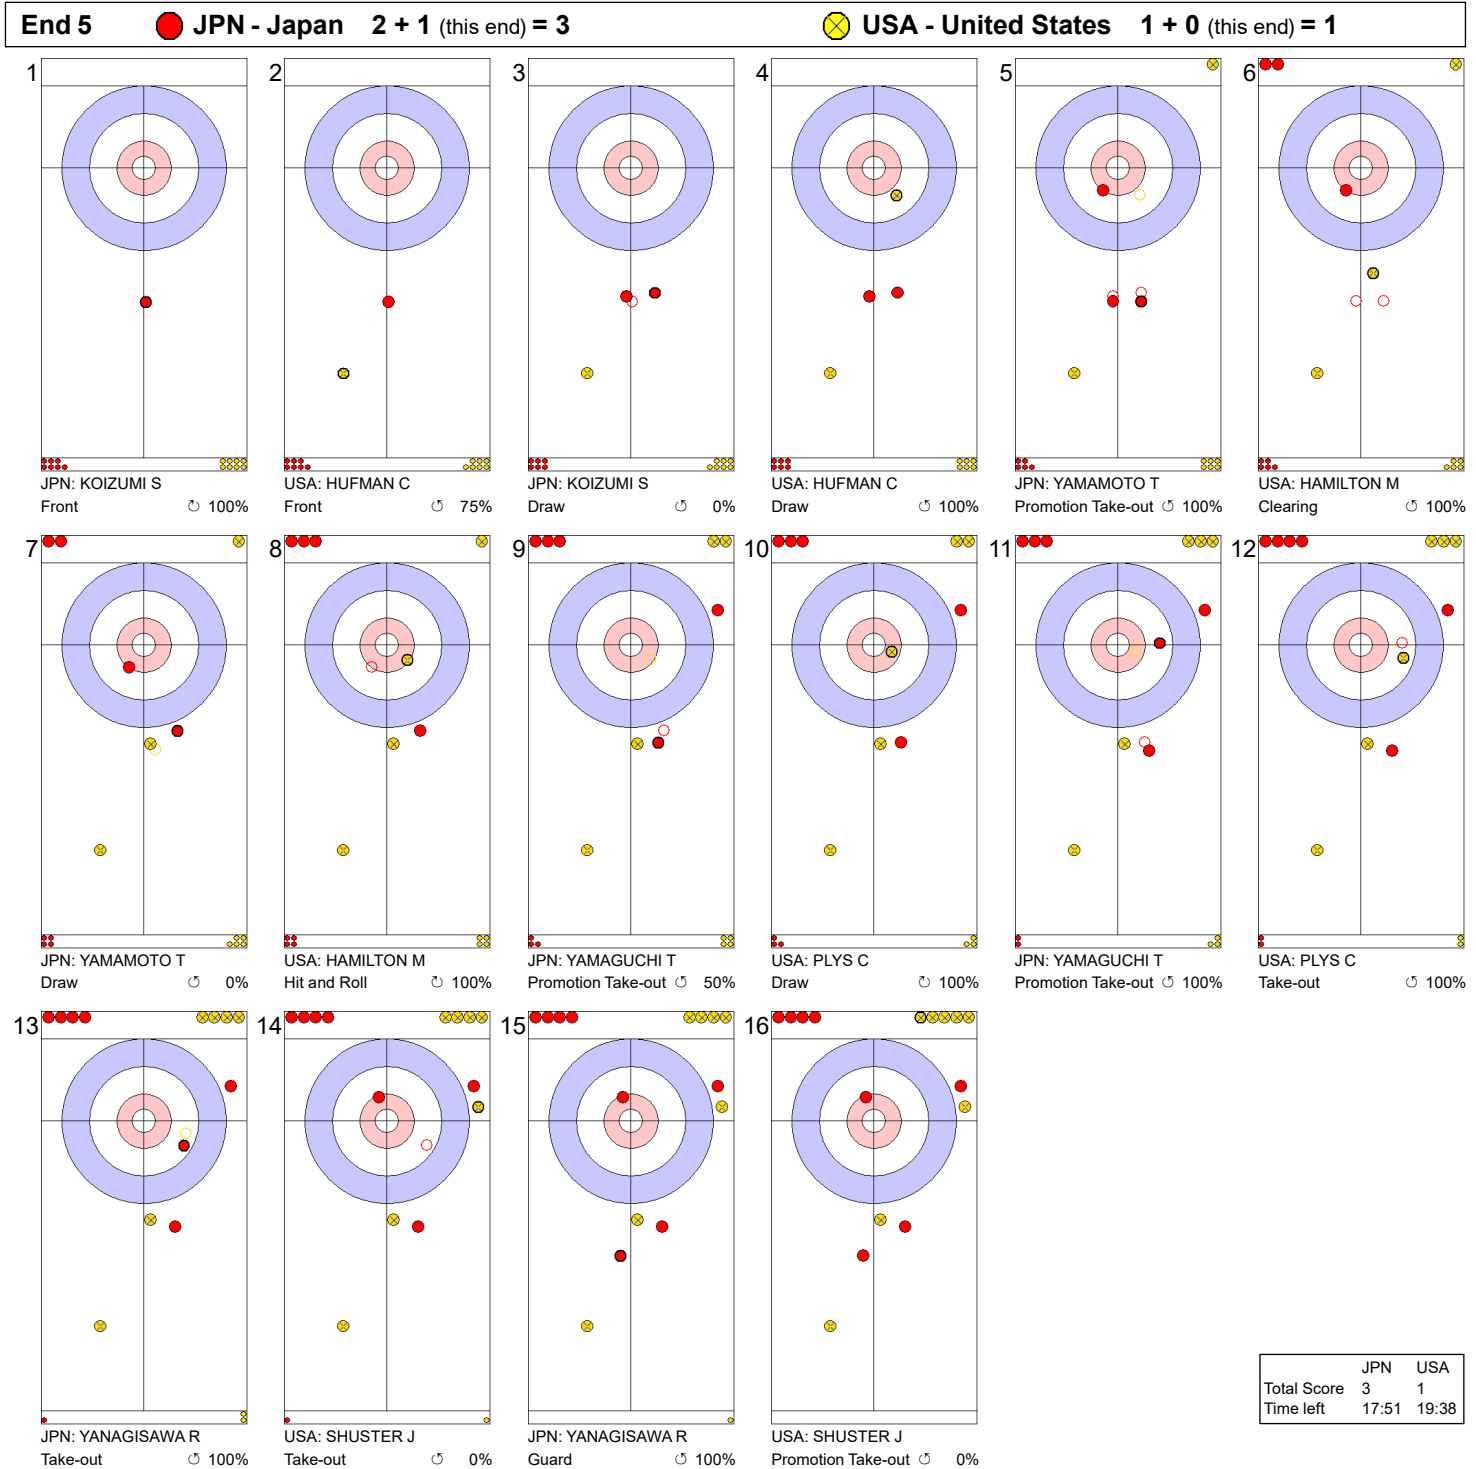 End 5 JPN - Japan 2 + 1 (this end) = 3 USA - United States 1 + 0 (this end) = 1
1 2 3 4 5 6
JPN: KOIZUMI S USA: HUFMAN C JPN: KOIZUMI S USA: HUFMAN C JPN: YAMAMOTO T USA: HAMILTON M
Front ↻ 100% Front ↺ 75% Draw ↺ 0% Draw ↺ 100% Promotion Take-out ↻ 100% Clearing ↺ 100%
7 8 9 10 11 12
JPN: YAMAMOTO T USA: HAMILTON M JPN: YAMAGUCHI T USA: PLYS C JPN: YAMAGUCHI T USA: PLYS C
Draw ↺ 0% Hit and Roll ↻ 100% Promotion Take-out ↺ 50% Draw ↻ 100% Promotion Take-out ↺ 100% Take-out ↻ 100%
13 14 15 16
JPN: YANAGISAWA R USA: SHUSTER J JPN: YANAGISAWA R USA: SHUSTER J
Take-out ↻ 100% Take-out ↺ 0% Guard ↺ 100% Promotion Take-out ↺ 0%
JPN USA
Total Score 3 1
Time left 17:51 19:38